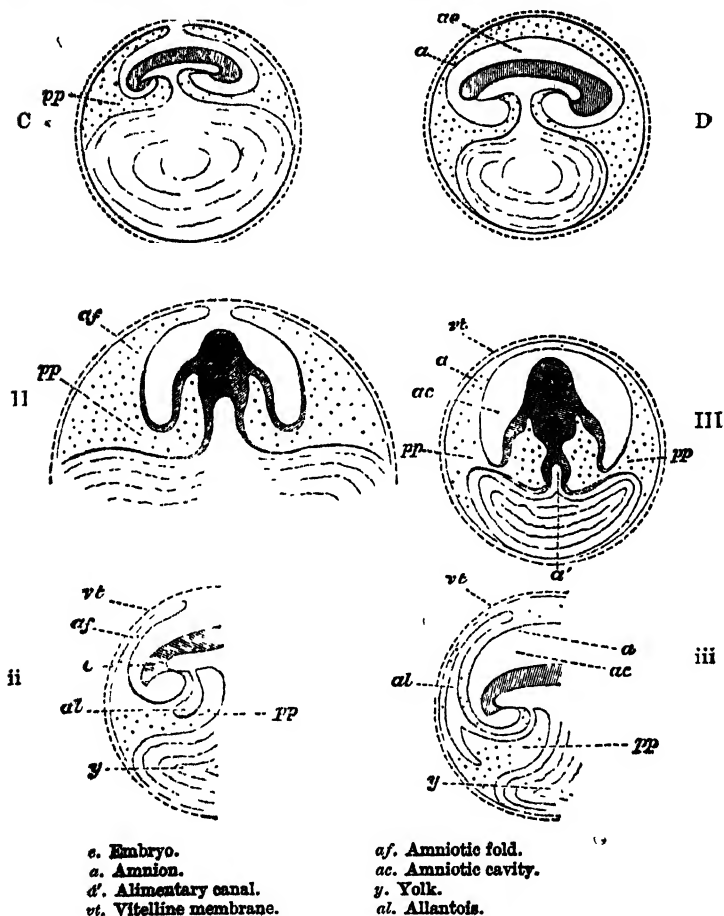 ae
a
pp
C
D
af
pp
II
vt
a
ac
III
pp
pp
a'
vt
af
e
ii
al
pp
y
vt
a
ac
iii
al
pp
y
e. Embryo.
a. Amnion.
a'. Alimentary canal.
vt. Vitelline membrane.
af. Amniotic fold.
ac. Amniotic cavity.
y. Yolk.
al. Allantois.